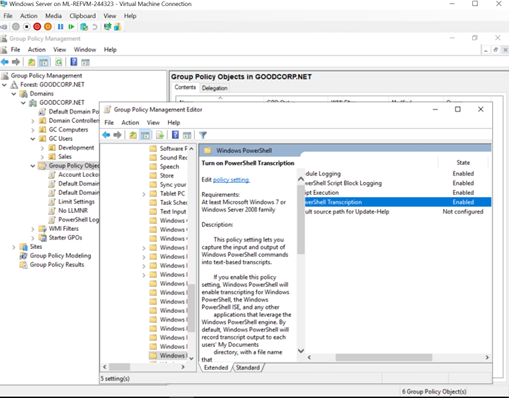 Windows Server on ML-REFVM-244323 - Virtual Machine Connection
File Action Media Clipboard View Help
Group Policy Management
File Action View Window Help
Group Policy Management
Forest: GOODCORP.NET
Domains
GOODCORP.NET
Default Domain Po
Domain Controller
GC Computers
GC Users
Development
Sales
Group Policy Objec
Account Locko
Default Domain
Default Domain
Limit Settings
No LLMNR
PowerShell Log
WMI Filters
Starter GPOs
Sites
Group Policy Modeling
Group Policy Results
Group Policy Objects in GOODCORP.NET
Contents Delegation
Group Policy Management Editor
File Action View Help
Software P
Sound Rec
Speech
Store
Sync your
Tablet PC
Task Sche
Text Input
Windows
Windows
Windows
Windows
Windows
Windows
Windows
Windows
Windows
Windows
Windows
Windows
Windows PowerShell
Turn on PowerShell Transcription
Edit policy setting.
Requirements:
At least Microsoft Windows 7 or
Windows Server 2008 family
Description:
This policy setting lets you
capture the input and output of
Windows PowerShell commands
into text-based transcripts.
If you enable this policy
setting, Windows PowerShell will
enable transcripting for Windows
PowerShell, the Windows
PowerShell ISE, and any other
applications that leverage the
Windows PowerShell engine. By
default, Windows PowerShell will
record transcript output to each
users' My Documents
directory, with a file name
that
State
dule Logging Enabled
erShell Script Block Logging Enabled
pt Execution Enabled
erShell Transcription Enabled
ult source path for Update-Help Not configured
Extended Standard
5 setting(s)
6 Group Policy Object(s)